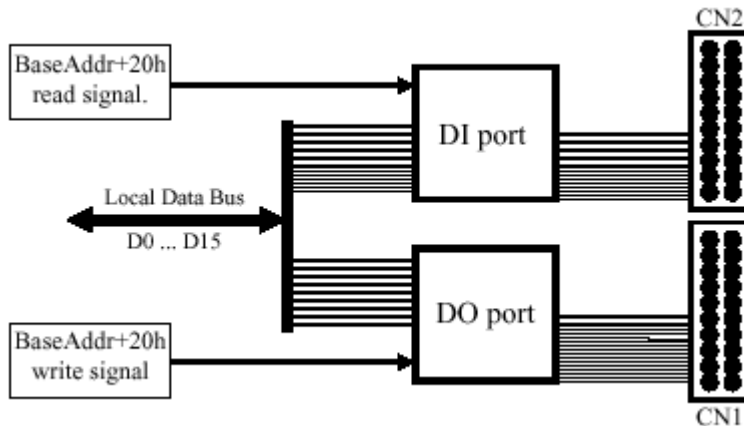 CN2
BaseAddr+20h
read signal.
DI port
Local Data Bus
D0 ... D15
DO port
BaseAddr+20h
write signal
CN1